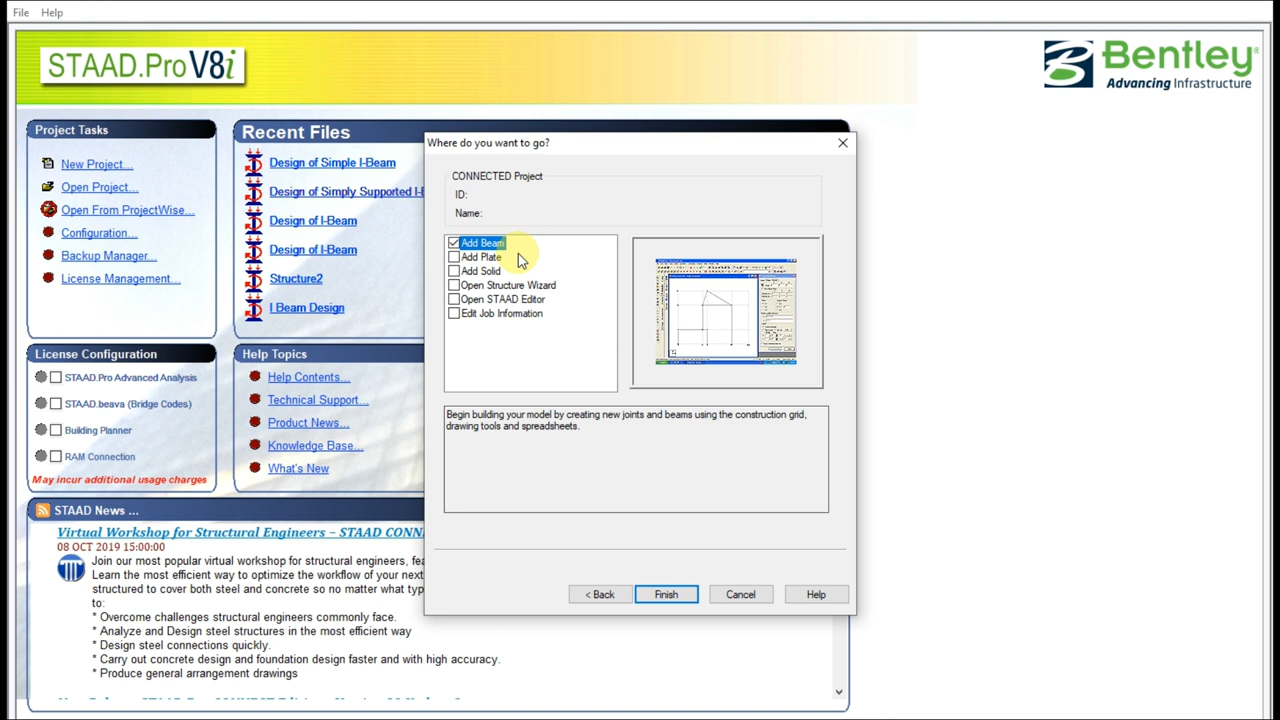 File Help
STAAD.Pro V8i
Bentley
Advancing Infrastructure
Project Tasks
New Project...
Open Project...
Open From ProjectWise...
Configuration...
Backup Manager...
License Management...
Recent Files
Design of Simple I-Beam
Design of Simply Supported I-B
Design of I-Beam
Design of I-Beam
Structure2
I Beam Design
License Configuration
STAAD.Pro Advanced Analysis
STAAD.beava (Bridge Codes)
Building Planner
RAM Connection
May incur additional usage charges
Help Topics
Help Contents...
Technical Support...
Product News...
Knowledge Base...
What's New
STAAD News ...
Virtual Workshop for Structural Engineers – STAAD CONN
08 OCT 2019 15:00:00
Join our most popular virtual workshop for structural engineers, fea
Learn the most efficient way to optimize the workflow of your next
structured to cover both steel and concrete so no matter what typ
to:
* Overcome challenges structural engineers commonly face.
* Analyze and Design steel structures in the most efficient way
* Design steel connections quickly.
* Carry out concrete design and foundation design faster and with high accuracy.
* Produce general arrangement drawings
Where do you want to go?
CONNECTED Project
ID:
Name:
Add Beam
Add Plate
Add Solid
Open Structure Wizard
Open STAAD Editor
Edit Job Information
Begin building your model by creating new joints and beams using the construction grid,
drawing tools and spreadsheets.
< Back
Finish
Cancel
Help